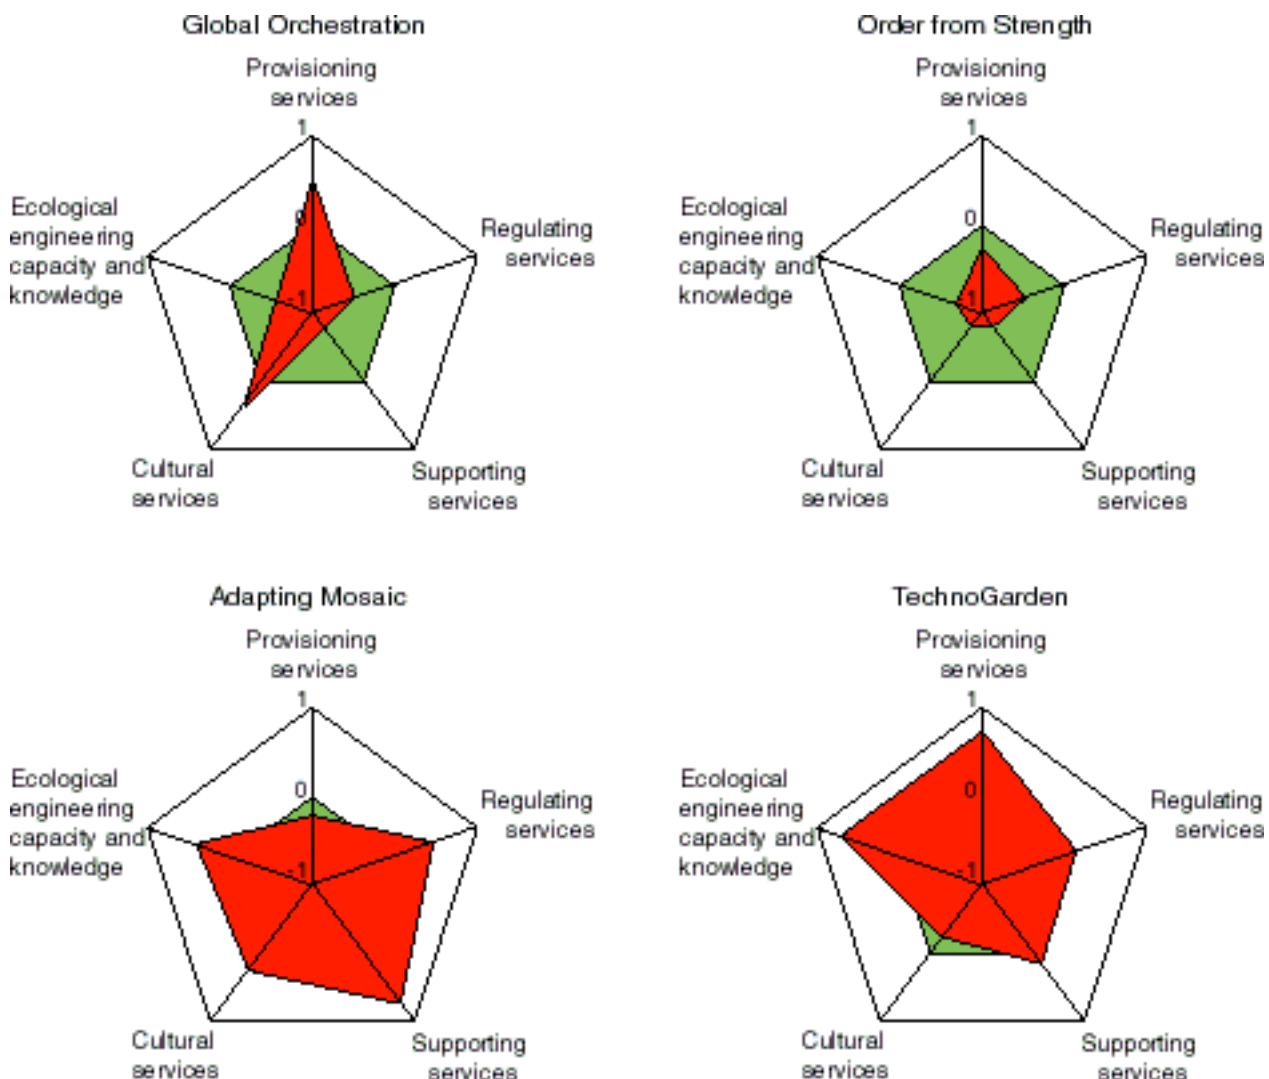 Global Orchestration
Provisioning
services
1
0
-1
Ecological
engineering
capacity and
knowledge
Regulating
services
Cultural
services
Supporting
services
Order from Strength
Provisioning
services
1
0
-1
Ecological
engineering
capacity and
knowledge
Regulating
services
Cultural
services
Supporting
services
Adapting Mosaic
Provisioning
services
1
0
-1
Ecological
engineering
capacity and
knowledge
Regulating
services
Cultural
services
Supporting
services
TechnoGarden
Provisioning
services
1
0
-1
Ecological
engineering
capacity and
knowledge
Regulating
services
Cultural
services
Supporting
services